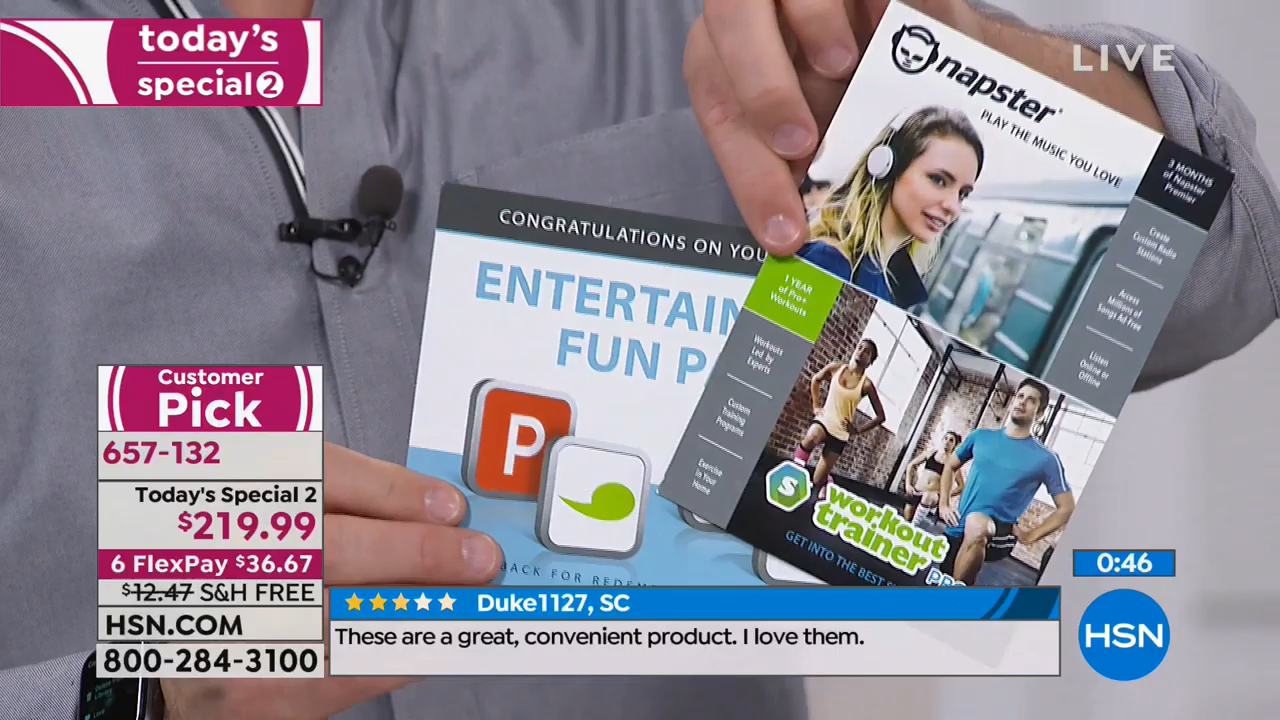 today's
special 2
LIVE
napster
PLAY THE MUSIC YOU LOVE
3 MONTHS
of Napster
Premier
Create
Custom Radio
Stations
Access
Millions of
Songs Ad Free
Listen
Online or
Offline
CONGRATULATIONS ON YOU
ENTERTAIN
FUN P
P
1 YEAR
of Pro+
Workouts
Workouts
Led by
Experts
Custom
Training
Programs
Exercise
in Your
Home
S
workout
trainer
PRO
GET INTO THE BEST
BACK FOR
Customer
Pick
657-132
Today's Special 2
$219.99
6 FlexPay $36.67
$12.47 S&H FREE
HSN.COM
800-284-3100
Duke1127, SC
These are a great, convenient product. I love them.
0:46
HSN